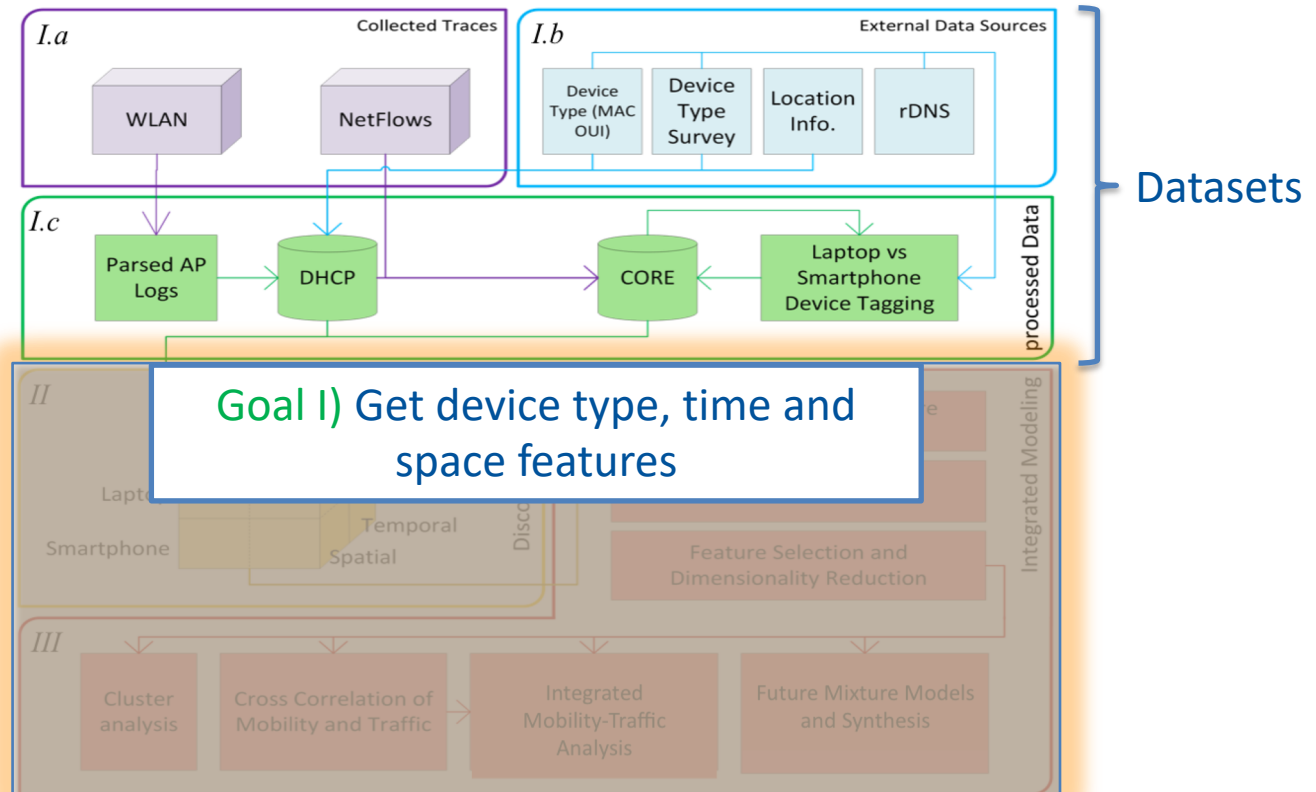 I.a
Collected Traces
WLAN
NetFlows
I.b
External Data Sources
Device
Type (MAC
OUI)
Device
Type
Survey
Location
Info.
rDNS
Datasets
I.c
Parsed AP
Logs
DHCP
CORE
Laptop vs
Smartphone
Device Tagging
processed Data
Goal I) Get device type, time and
space features
II
Smartphone
Temporal
Spatial
Integrated Modeling
Feature Selection and
Dimensionality Reduction
III
Cluster
analysis
Cross Correlation of
Mobility and Traffic
Integrated
Mobility-Traffic
Analysis
Future Mixture Models
and Synthesis